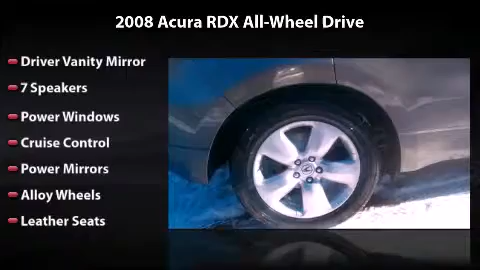 2008 Acura RDX All-Wheel Drive
Driver Vanity Mirror
7 Speakers
Power Windows
Cruise Control
Power Mirrors
Alloy Wheels
Leather Seats